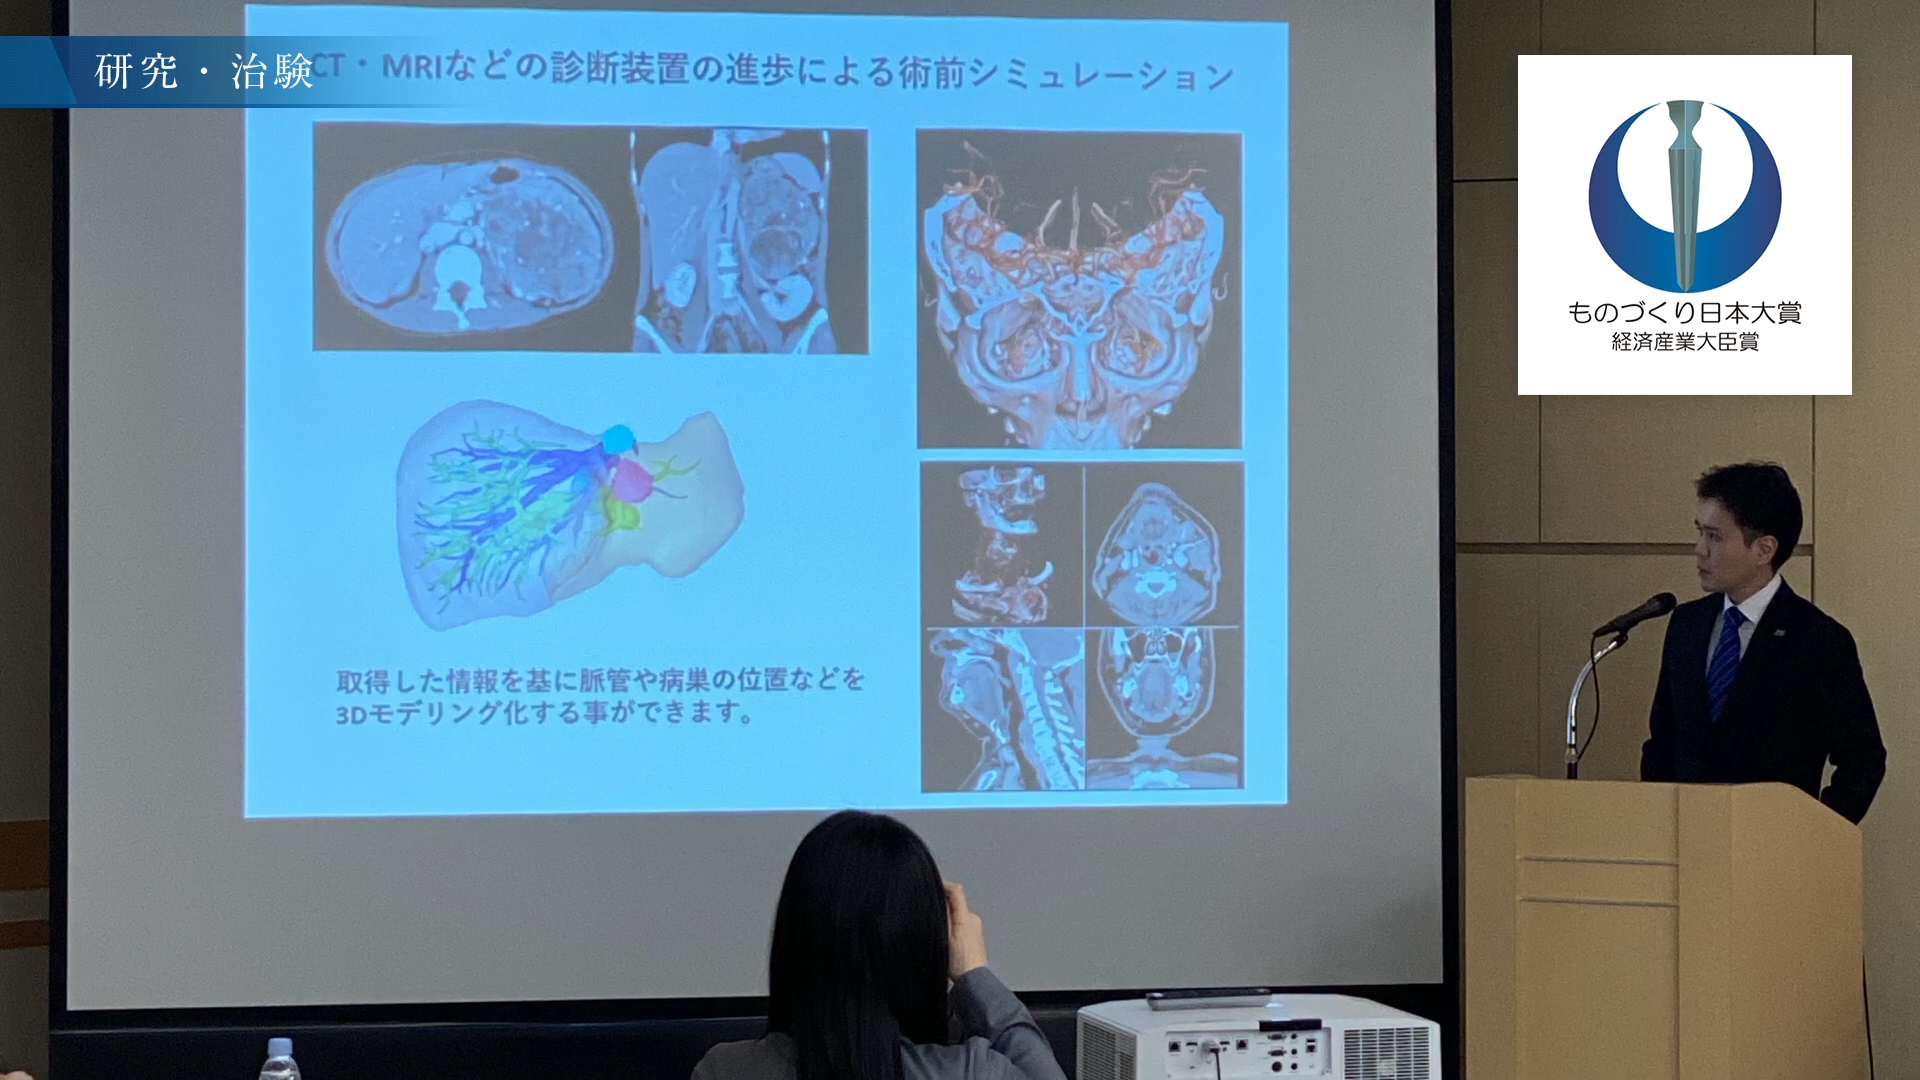 研究・治験
CT・MRIなどの診断装置の進歩による術前シミュレーション
取得した情報を基に脈管や病巣の位置などを
3Dモデリング化する事ができます。
ものづくり日本大賞
経済産業大臣賞